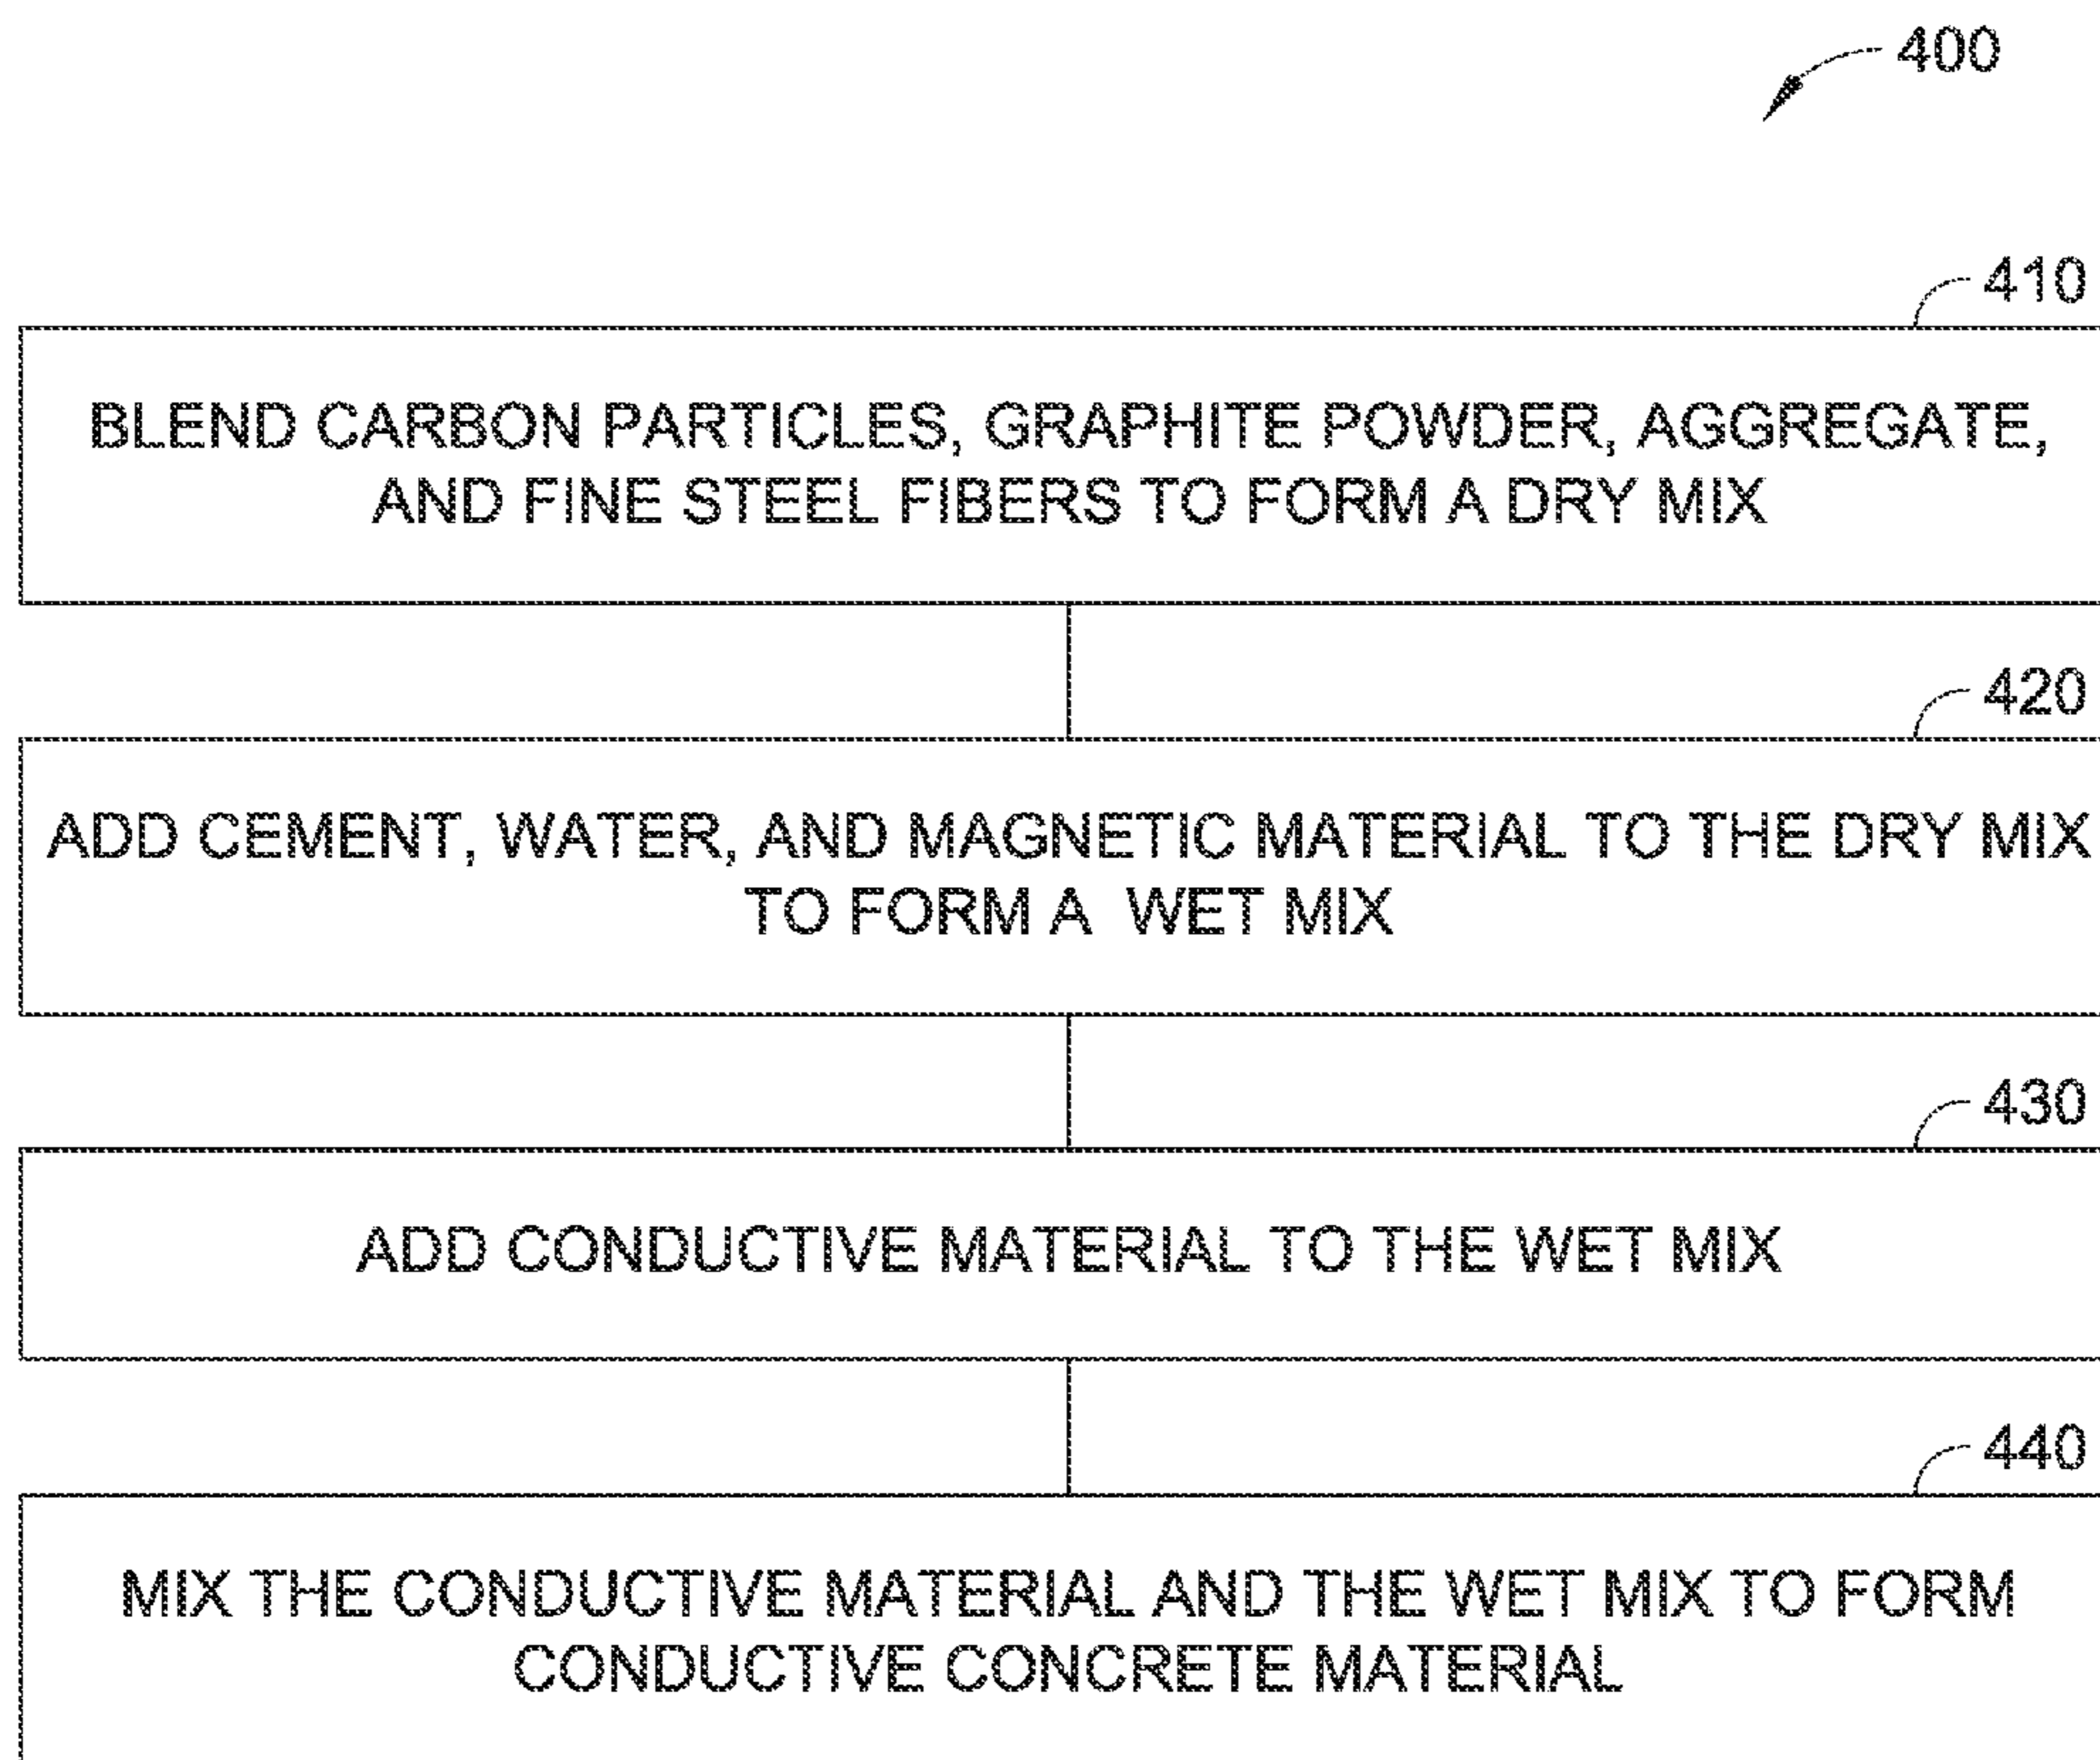 400
410
BLEND CARBON PARTICLES, GRAPHITE POWDER, AGGREGATE,
AND FINE STEEL FIBERS TO FORM A DRY MIX
420
ADD CEMENT, WATER, AND MAGNETIC MATERIAL TO THE DRY MIX
TO FORM A WET MIX
430
ADD CONDUCTIVE MATERIAL TO THE WET MIX
440
MIX THE CONDUCTIVE MATERIAL AND THE WET MIX TO FORM
CONDUCTIVE CONCRETE MATERIAL